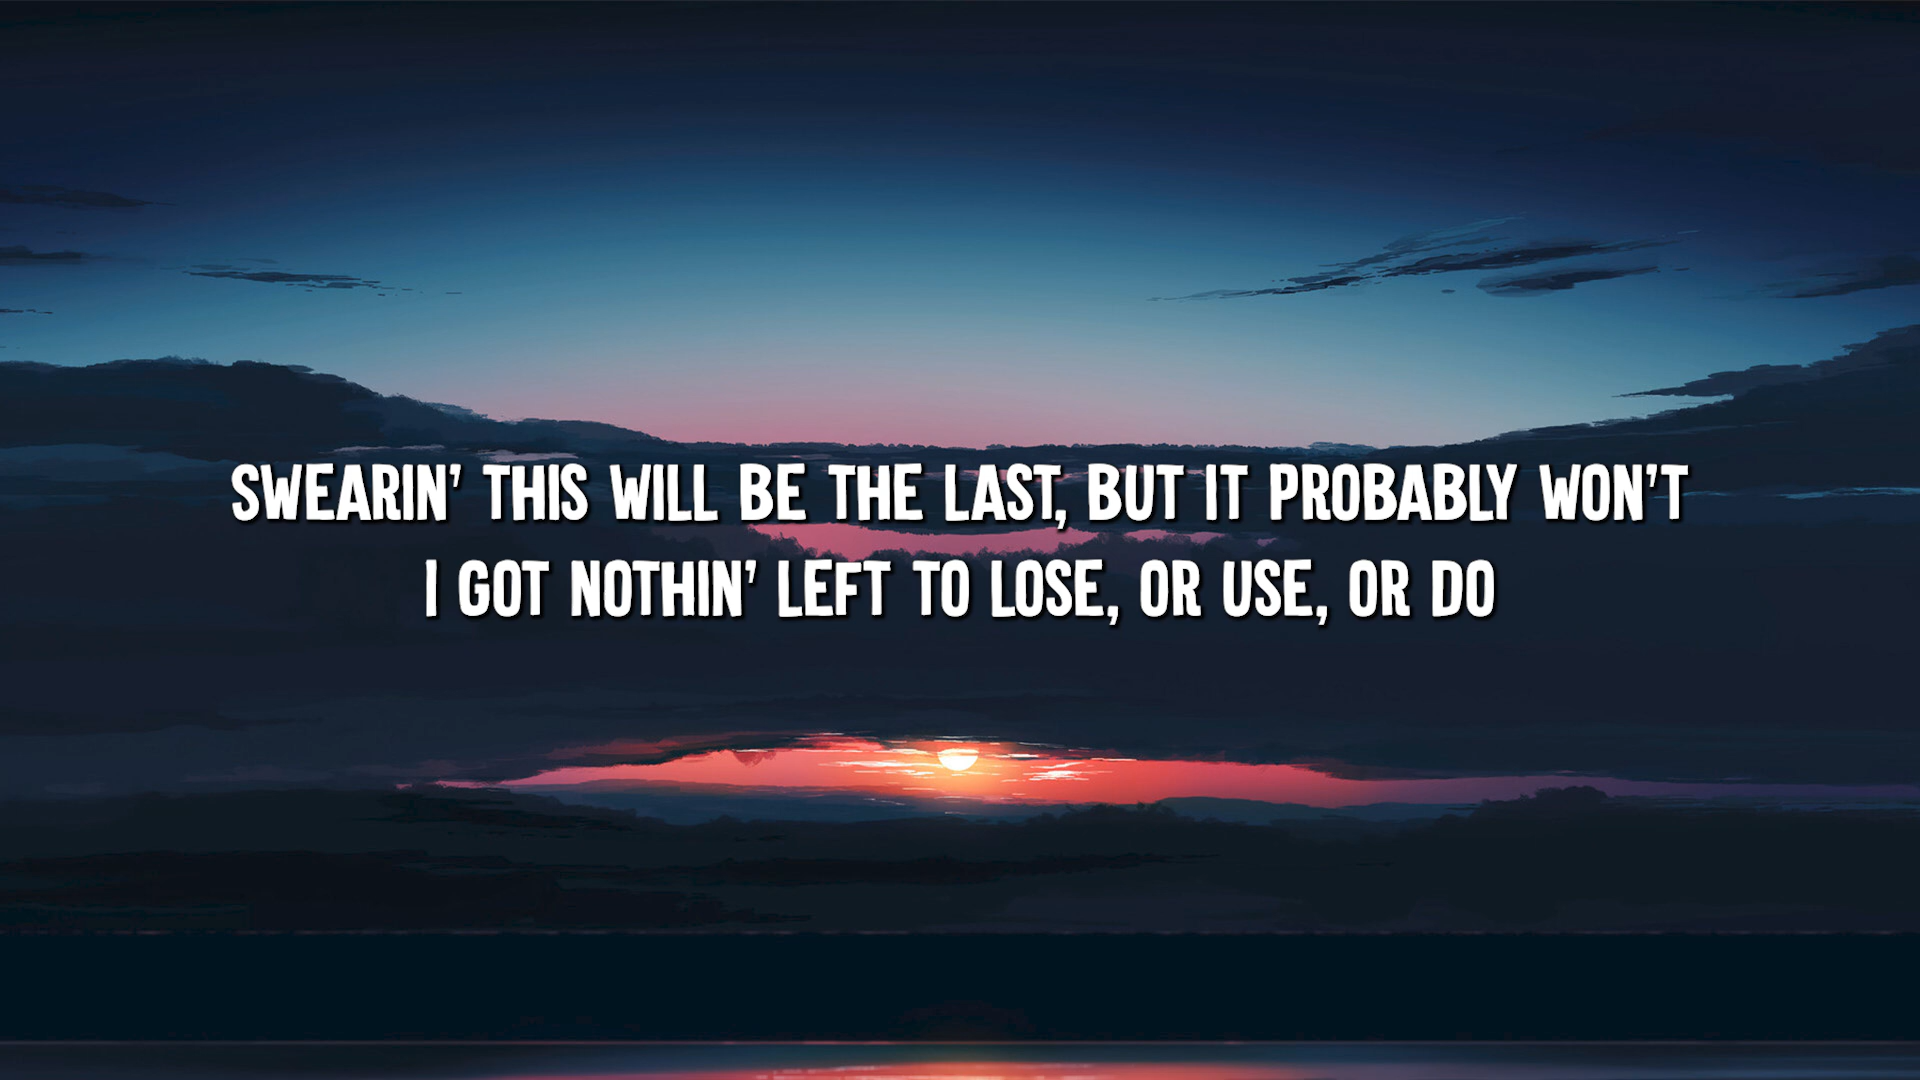 SWEARIN' THIS WILL BE THE LAST, BUT IT PROBABLY WON'T
I GOT NOTHIN' LEFT TO LOSE, OR USE, OR DO